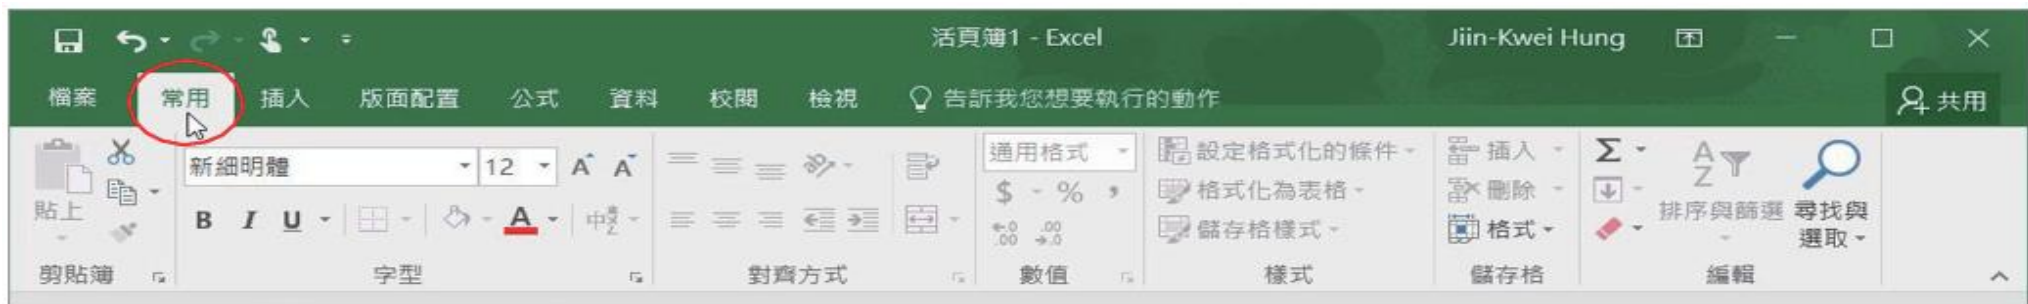 活頁簿1 - Excel Jiin-Kwei Hung
檔案 常用 插入 版面配置 公式 資料 校閱 檢視 告訴我您想要執行的動作 共用
貼上
新細明體 12 A A
B I U A 中
通用格式
$ % ,
設定格式化的條件
格式化為表格
儲存格樣式
插入
刪除
格式
Σ
A
Z
排序與篩選
尋找與
選取
剪貼簿 字型 對齊方式 數值 樣式 儲存格 編輯